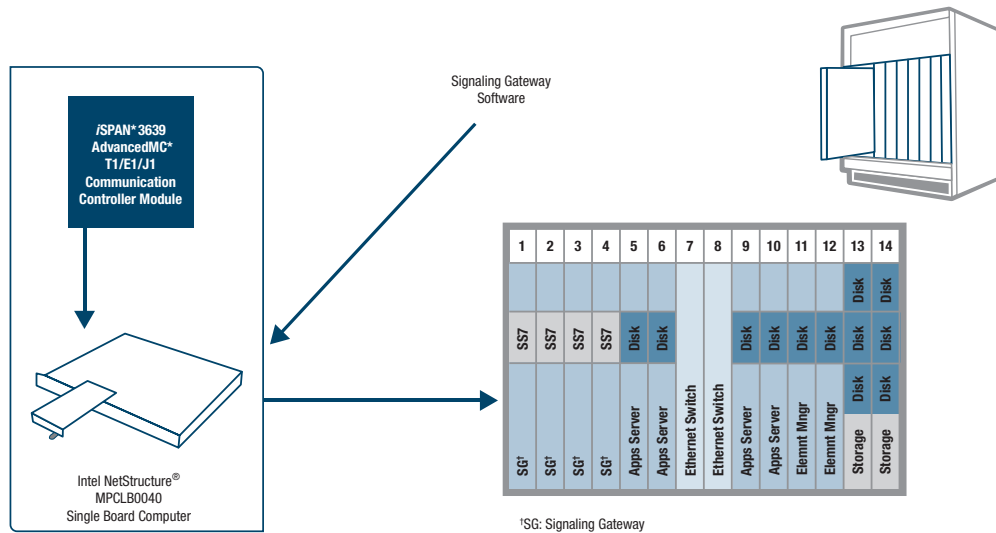 iSPAN* 3639
AdvancedMC*
T1/E1/J1
Communication
Controller Module
Intel NetStructure®
MPCLB0040
Single Board Computer
Signaling Gateway
Software
1 2 3 4 5 6 7 8 9 10 11 12 13 14
Disk Disk
SS7 SS7 SS7 SS7 Disk Disk Disk Disk Disk Disk Disk Disk
Disk Disk
SG† SG† SG† SG† Apps Server Apps Server Ethernet Switch Ethernet Switch Apps Server Apps Server Elemnt Mngr Elemnt Mngr Storage Storage
†SG: Signaling Gateway